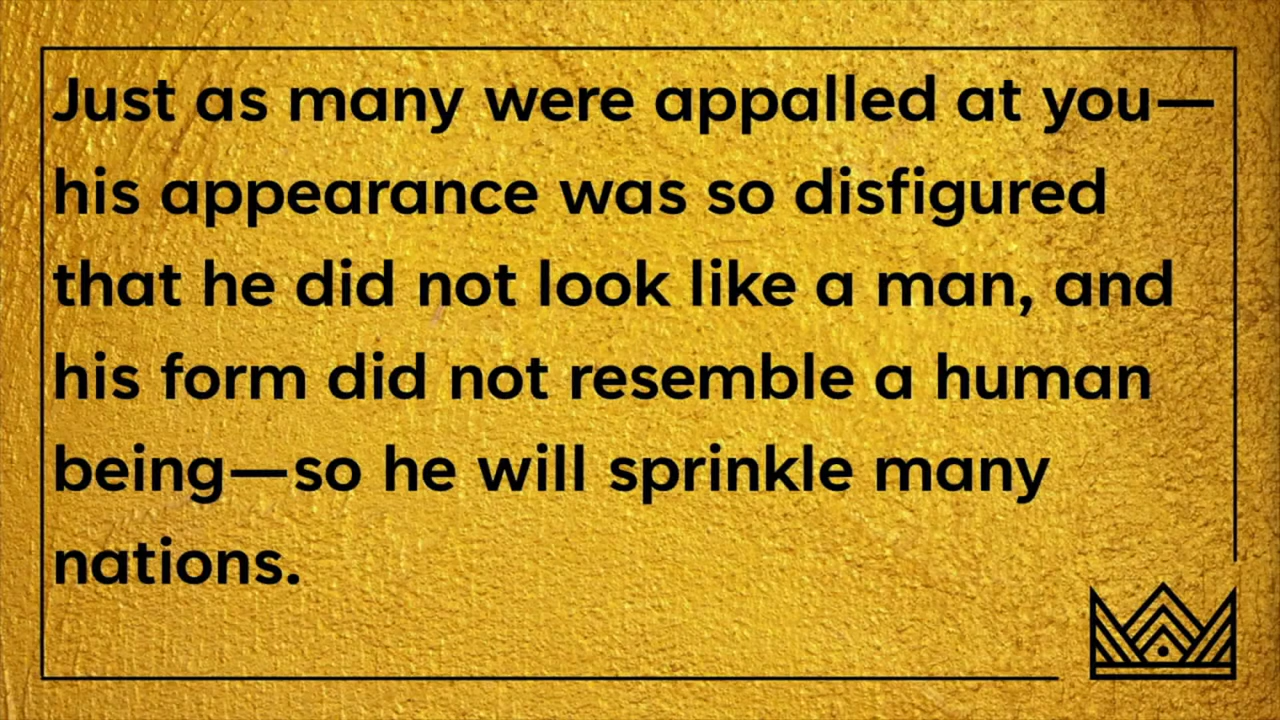 Just as many were appalled at you—
his appearance was so disfigured
that he did not look like a man, and
his form did not resemble a human
being—so he will sprinkle many
nations.